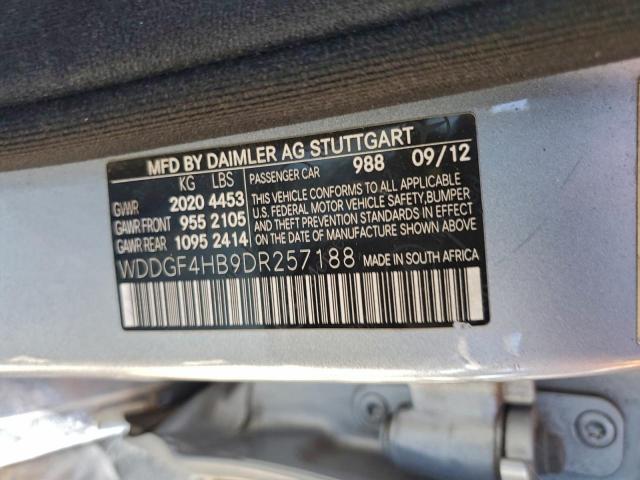 MFD BY DAIMLER AG STUTTGART
KG LBS PASSENGER CAR 988 09/12
GVWR 2020 4453
GAWR FRONT 955 2105
GAWR REAR 1095 2414
THIS VEHICLE CONFORMS TO ALL APPLICABLE
U.S. FEDERAL MOTOR VEHICLE SAFETY,BUMPER
AND THEFT PREVENTION STANDARDS IN EFFECT
ON THE DATE OF MANUFACTURE SHOWN ABOVE.
WDDGF4HB9DR257188 MADE IN SOUTH AFRICA